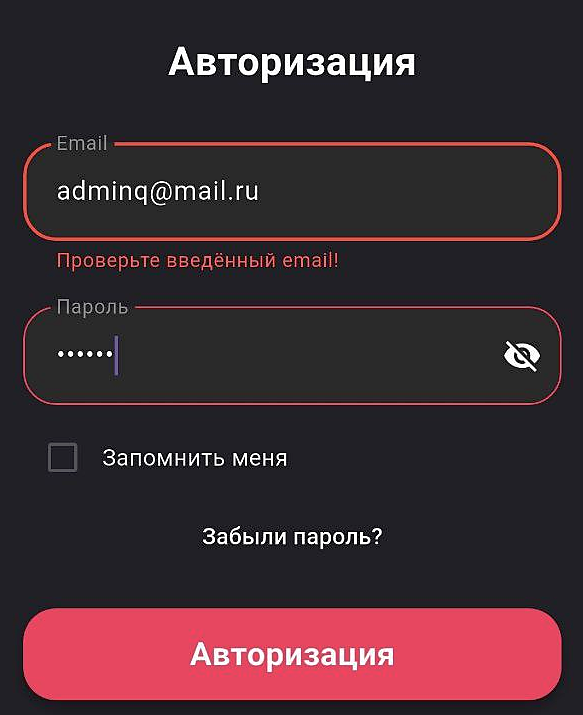 Авторизация
Email
adminq@mail.ru
Проверьте введённый email!
Пароль
••••••
Запомнить меня
Забыли пароль?
Авторизация